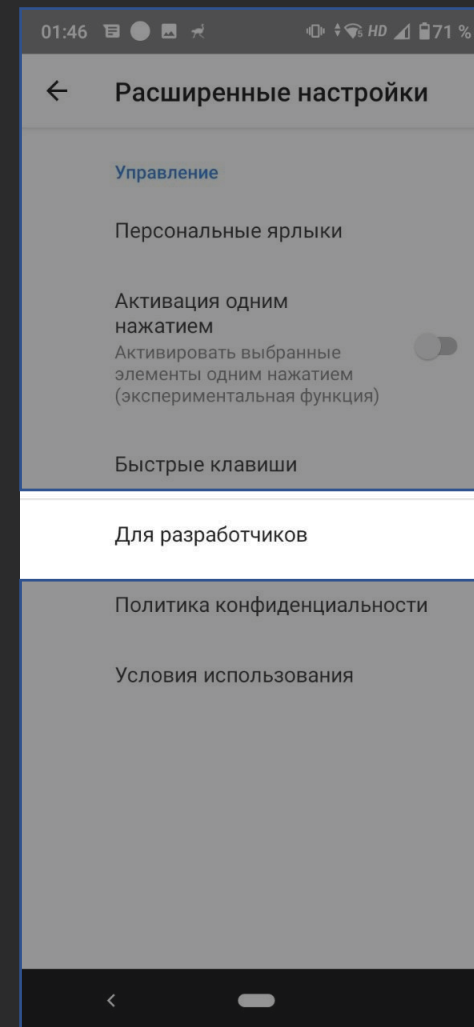 01:46 HD 71 %
Расширенные настройки
Управление
Персональные ярлыки
Активация одним
нажатием
Активировать выбранные
элементы одним нажатием
(экспериментальная функция)
Быстрые клавиши
Для разработчиков
Политика конфиденциальности
Условия использования